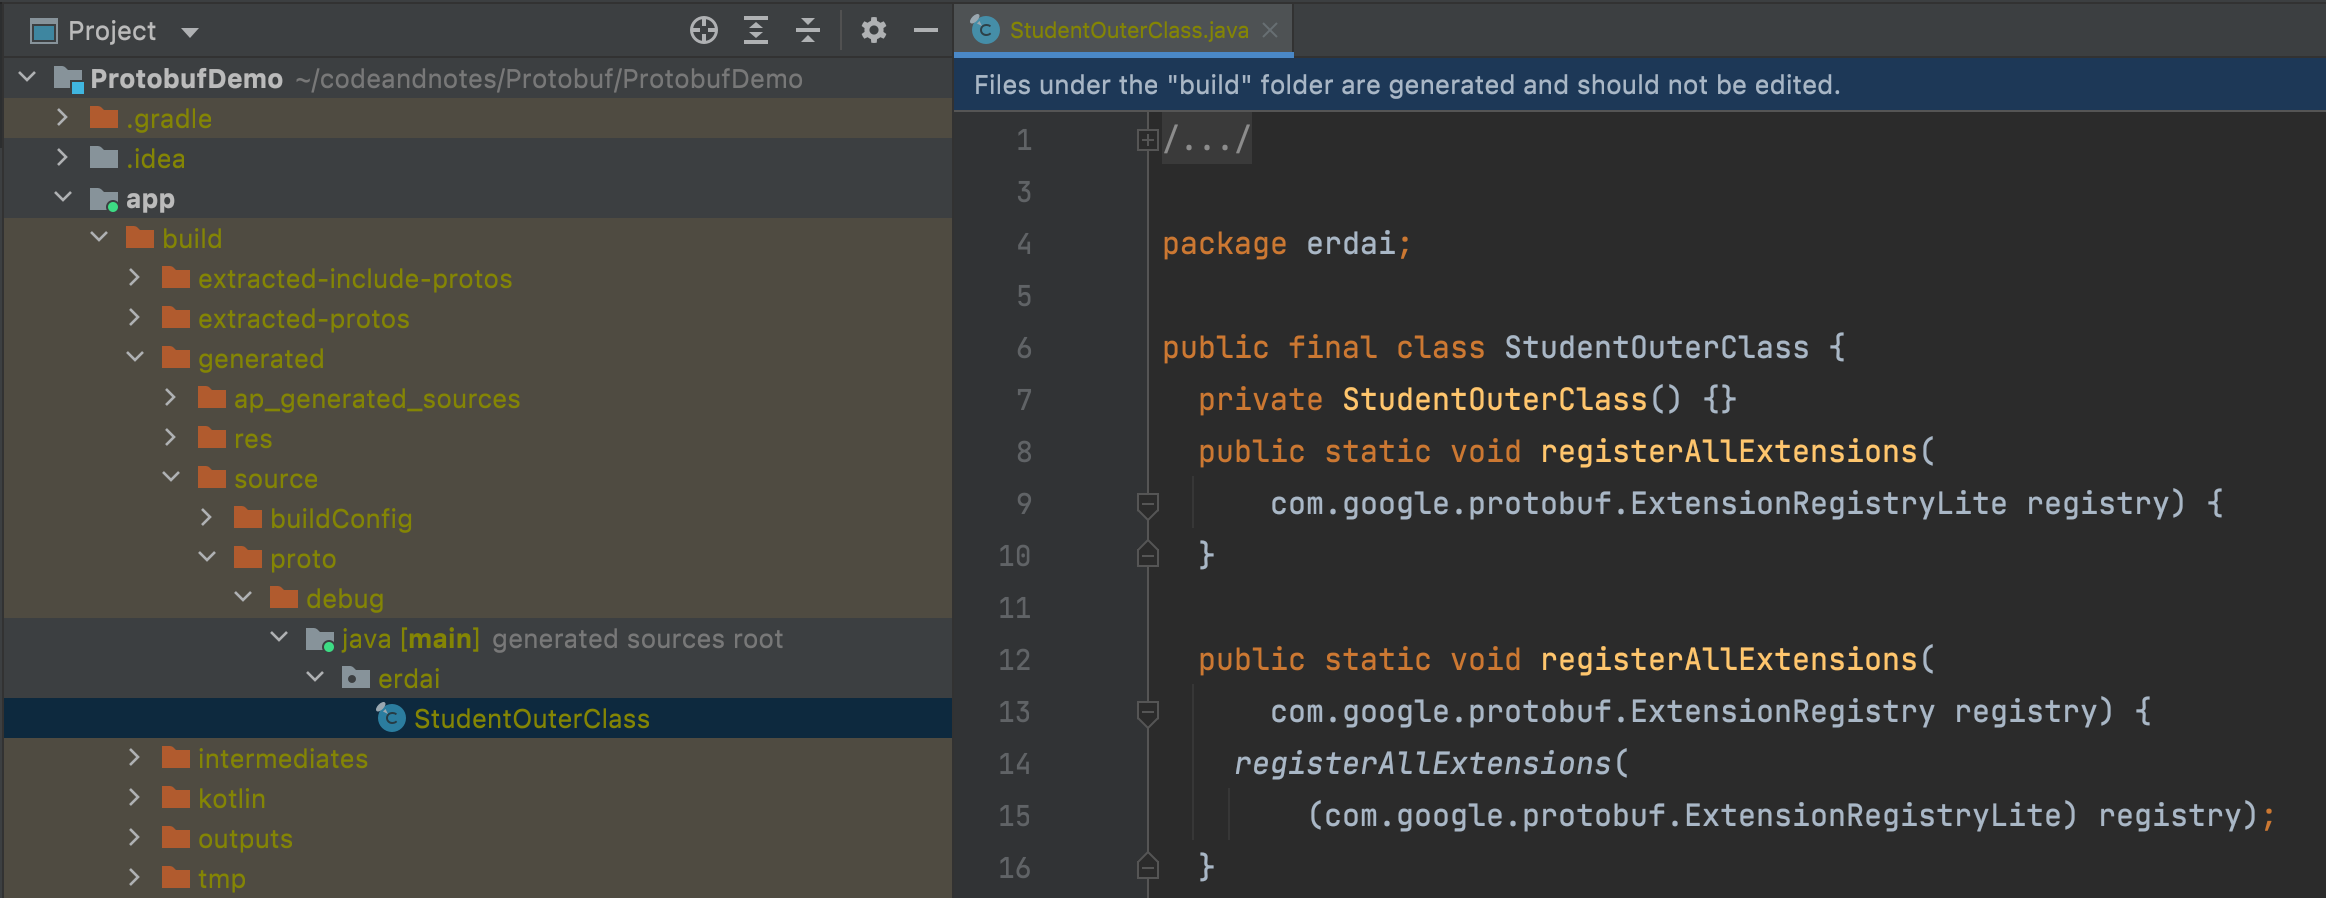 Project
ProtobufDemo ~/codeandnotes/Protobuf/ProtobufDemo
.gradle
.idea
app
build
extracted-include-protos
extracted-protos
generated
ap_generated_sources
res
source
buildConfig
proto
debug
java [main] generated sources root
erdai
StudentOuterClass
intermediates
kotlin
outputs
tmp
StudentOuterClass.java
Files under the "build" folder are generated and should not be edited.
1 /.../
3
4 package erdai;
5
6 public final class StudentOuterClass {
7 private StudentOuterClass() {}
8 public static void registerAllExtensions(
9 com.google.protobuf.ExtensionRegistryLite registry) {
10 }
11
12 public static void registerAllExtensions(
13 com.google.protobuf.ExtensionRegistry registry) {
14 registerAllExtensions(
15 (com.google.protobuf.ExtensionRegistryLite) registry);
16 }